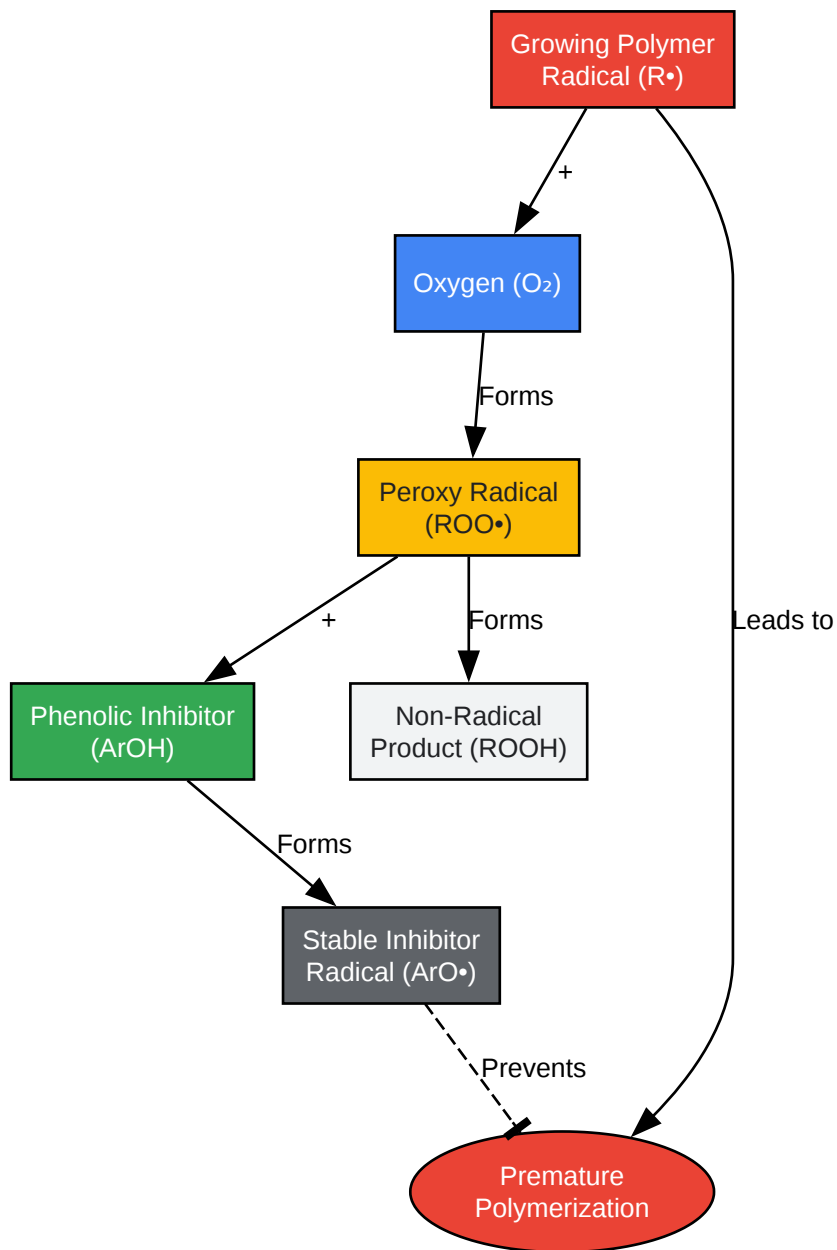 Growing Polymer
Radical (R•)
+
Oxygen (O₂)
Forms
Peroxy Radical
(ROO•)
+
Forms
Leads to
Phenolic Inhibitor
(ArOH)
Non-Radical
Product (ROOH)
Forms
Stable Inhibitor
Radical (ArO•)
Prevents
Premature
Polymerization